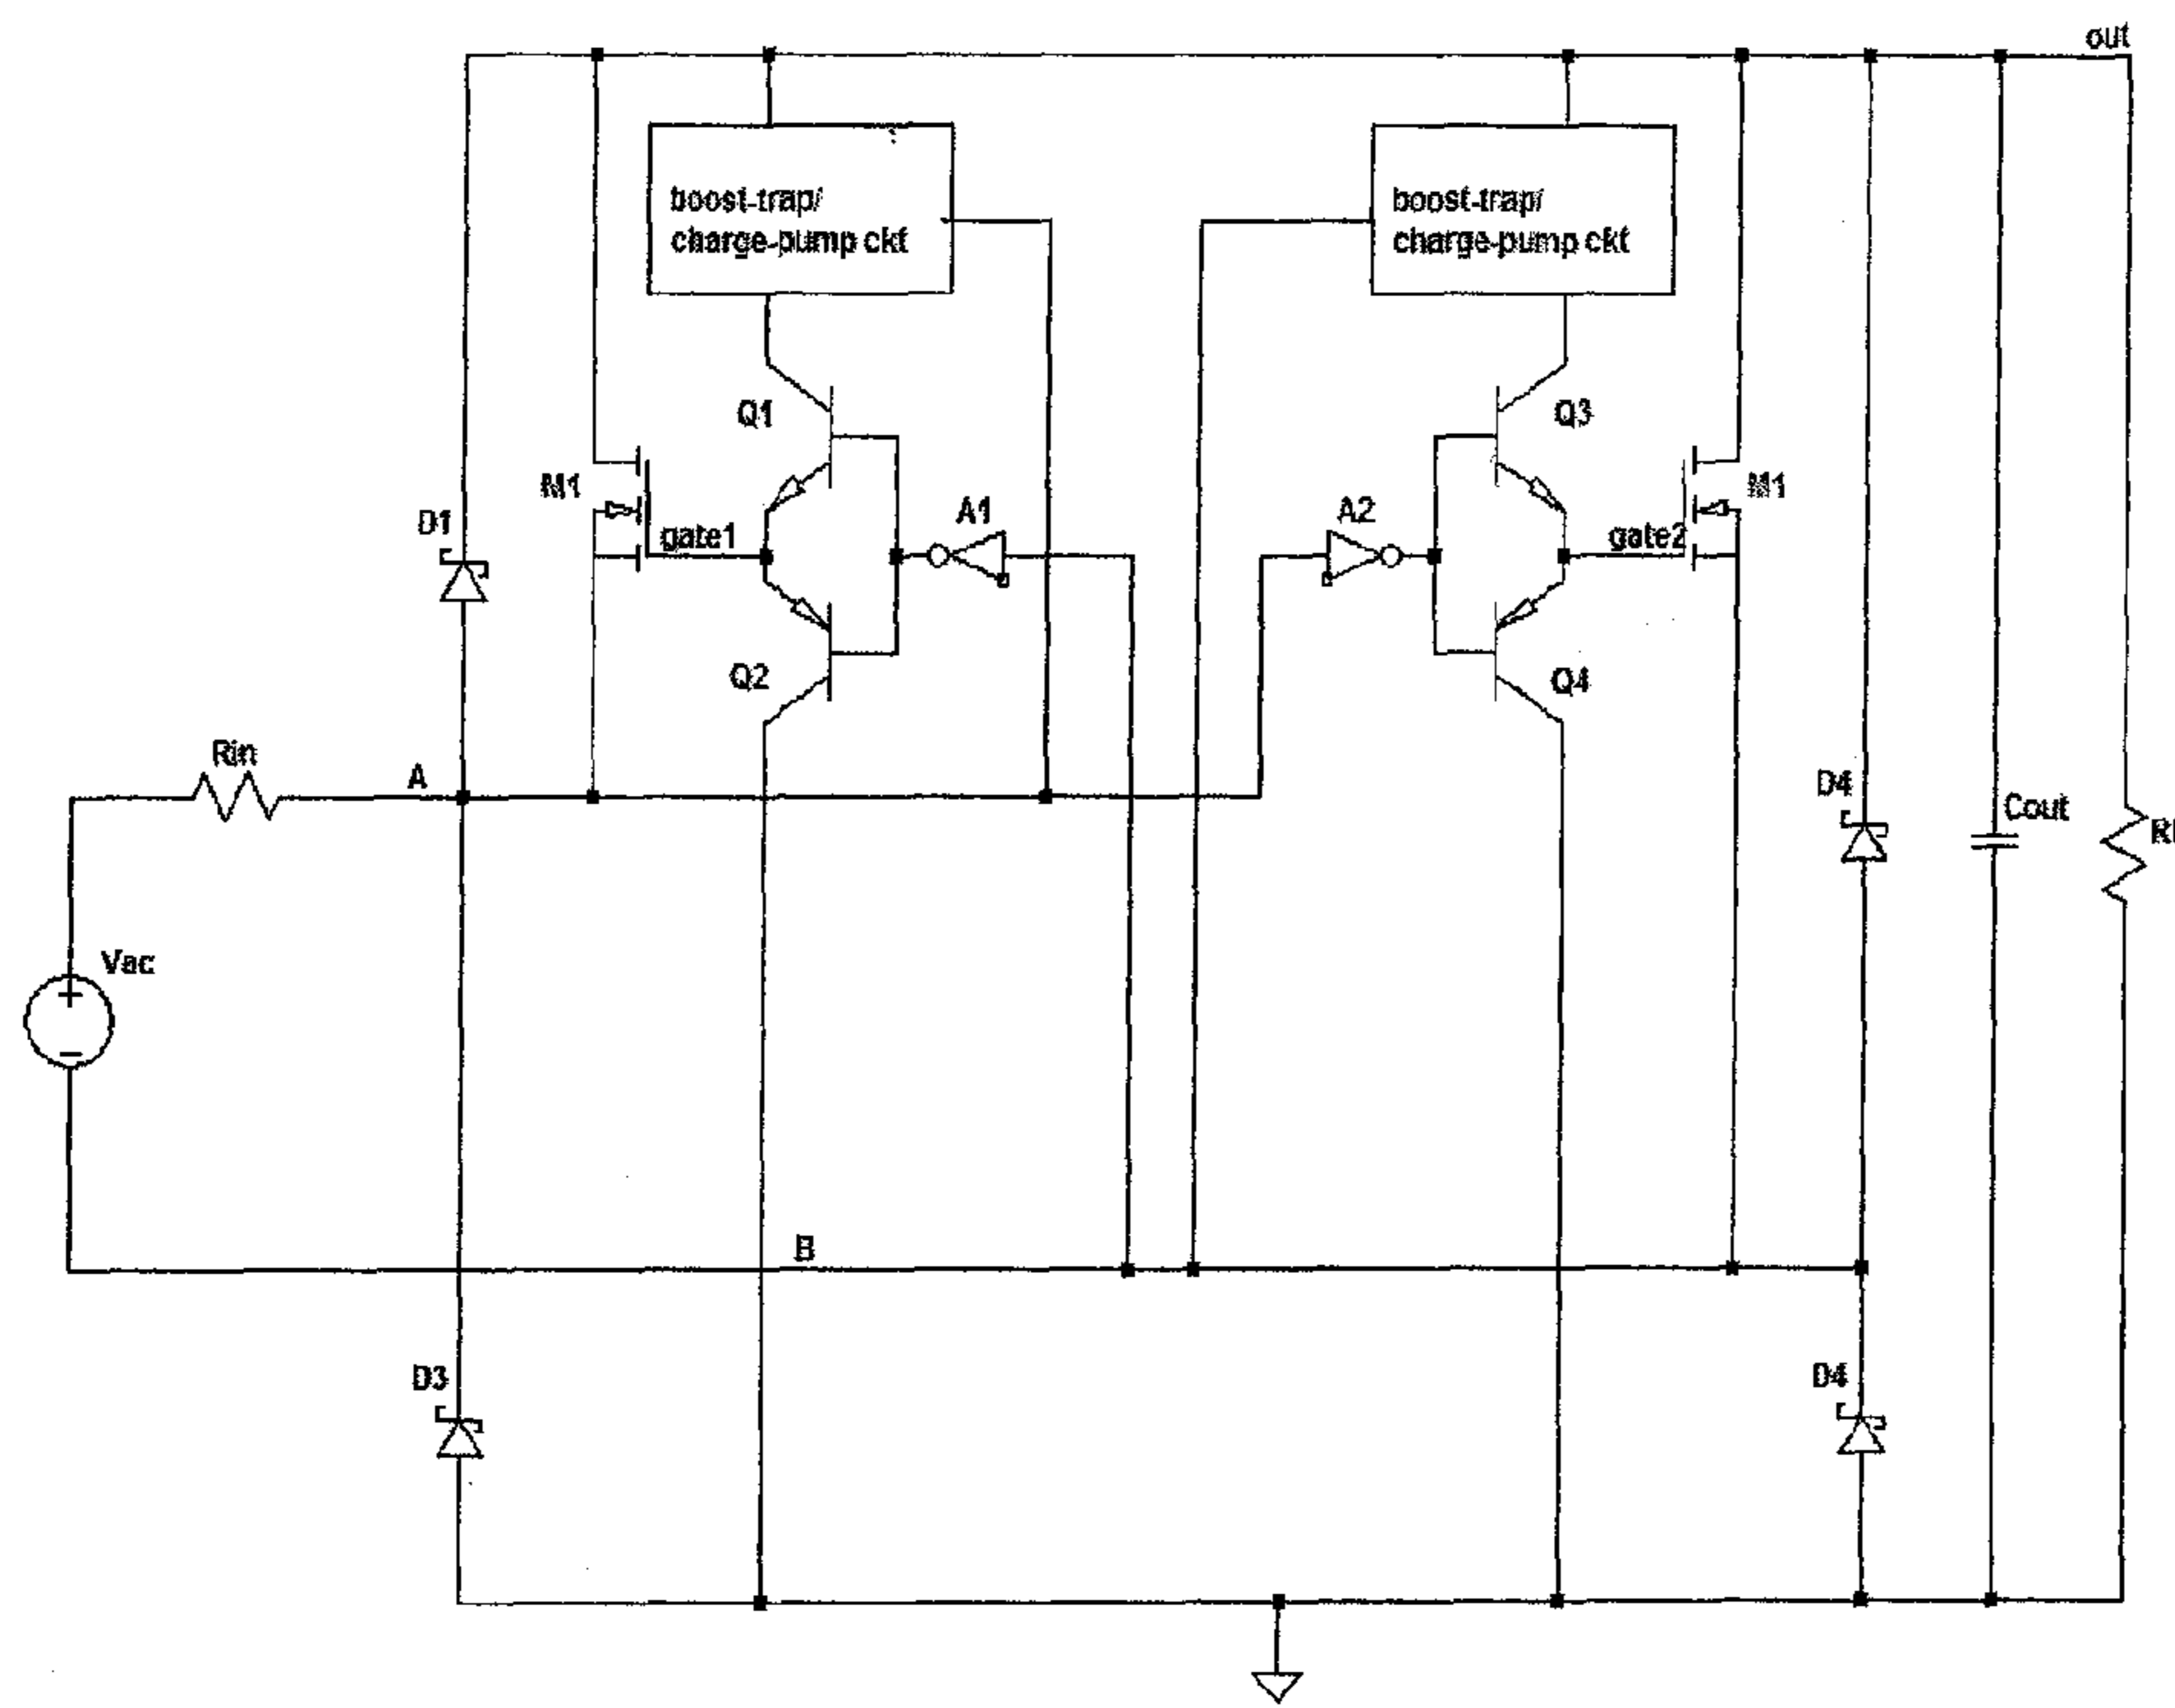 out
boost-trap/
charge-pump ckt
boost-trap/
charge-pump ckt
Q1
Q3
M1
M1
D1
gate1
A1
A2
gate2
Q2
Q4
Rin
A
D4
Cout
Vac
B
D3
D4